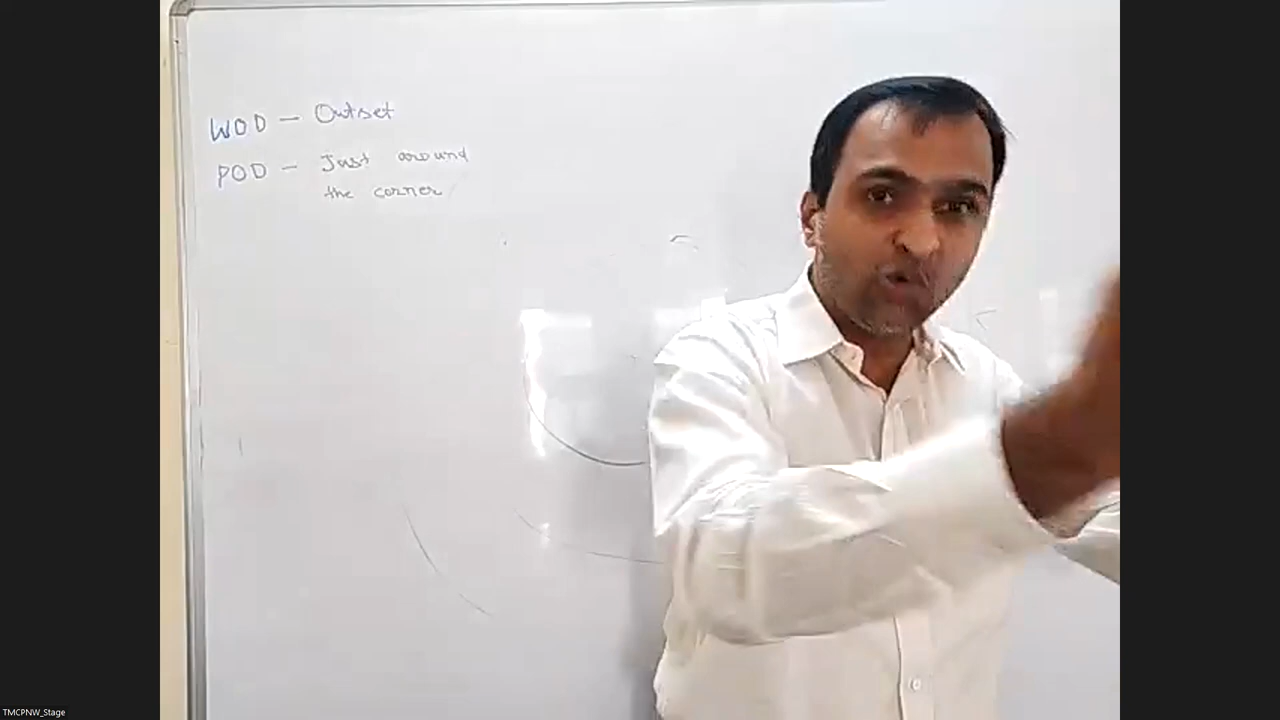 WOD - Outset
POD - Just around
the corner
TMCPNW_Stage